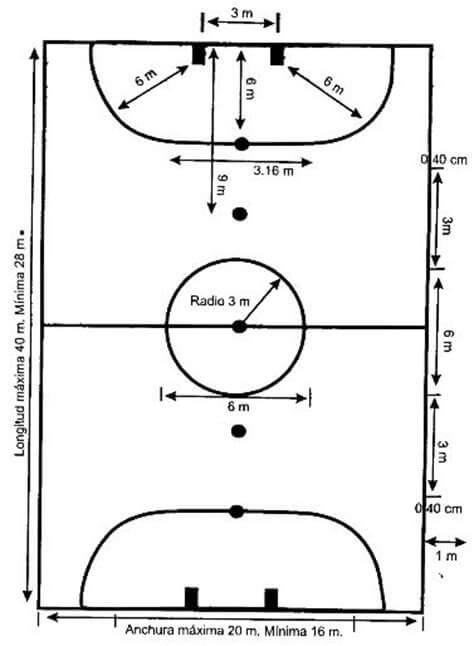 3 m
6 m
6 m
6 m
0.40 cm
3.16 m
9 m
3m
Longitud máxima 40 m. Mínima 28 m.
Radio 3 m
6 m
6 m
3 m
0.40 cm
1 m
Anchura máxima 20 m. Mínima 16 m.